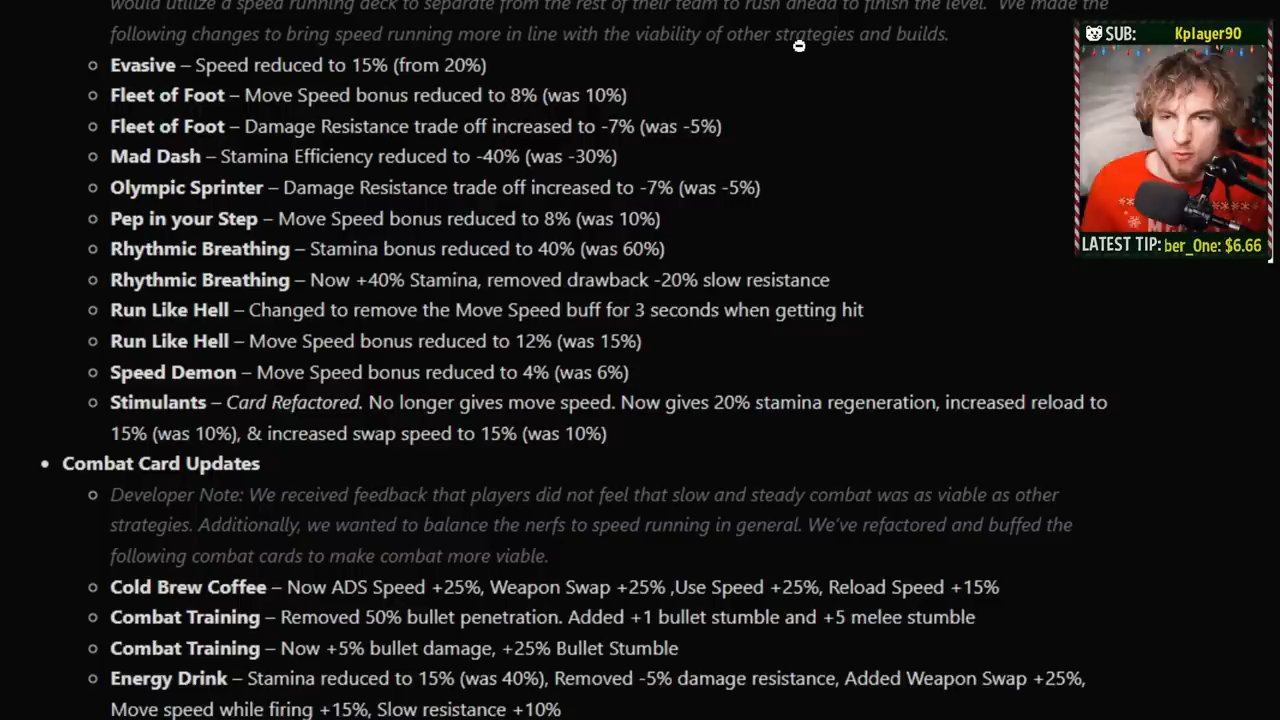 would utilize a speed running deck to separate from the rest of their team to rush ahead to finish the level. We made the
following changes to bring speed running more in line with the viability of other strategies and builds.
Evasive – Speed reduced to 15% (from 20%)
Fleet of Foot – Move Speed bonus reduced to 8% (was 10%)
Fleet of Foot – Damage Resistance trade off increased to -7% (was -5%)
Mad Dash – Stamina Efficiency reduced to -40% (was -30%)
Olympic Sprinter – Damage Resistance trade off increased to -7% (was -5%)
Pep in your Step – Move Speed bonus reduced to 8% (was 10%)
Rhythmic Breathing – Stamina bonus reduced to 40% (was 60%)
Rhythmic Breathing – Now +40% Stamina, removed drawback -20% slow resistance
Run Like Hell – Changed to remove the Move Speed buff for 3 seconds when getting hit
Run Like Hell – Move Speed bonus reduced to 12% (was 15%)
Speed Demon – Move Speed bonus reduced to 4% (was 6%)
Stimulants – Card Refactored. No longer gives move speed. Now gives 20% stamina regeneration, increased reload to
15% (was 10%), & increased swap speed to 15% (was 10%)
Combat Card Updates
Developer Note: We received feedback that players did not feel that slow and steady combat was as viable as other
strategies. Additionally, we wanted to balance the nerfs to speed running in general. We've refactored and buffed the
following combat cards to make combat more viable.
Cold Brew Coffee – Now ADS Speed +25%, Weapon Swap +25% ,Use Speed +25%, Reload Speed +15%
Combat Training – Removed 50% bullet penetration. Added +1 bullet stumble and +5 melee stumble
Combat Training – Now +5% bullet damage, +25% Bullet Stumble
Energy Drink – Stamina reduced to 15% (was 40%), Removed -5% damage resistance, Added Weapon Swap +25%,
Move speed while firing +15%, Slow resistance +10%
SUB: Kplayer90
LATEST TIP: ber_One: $6.66